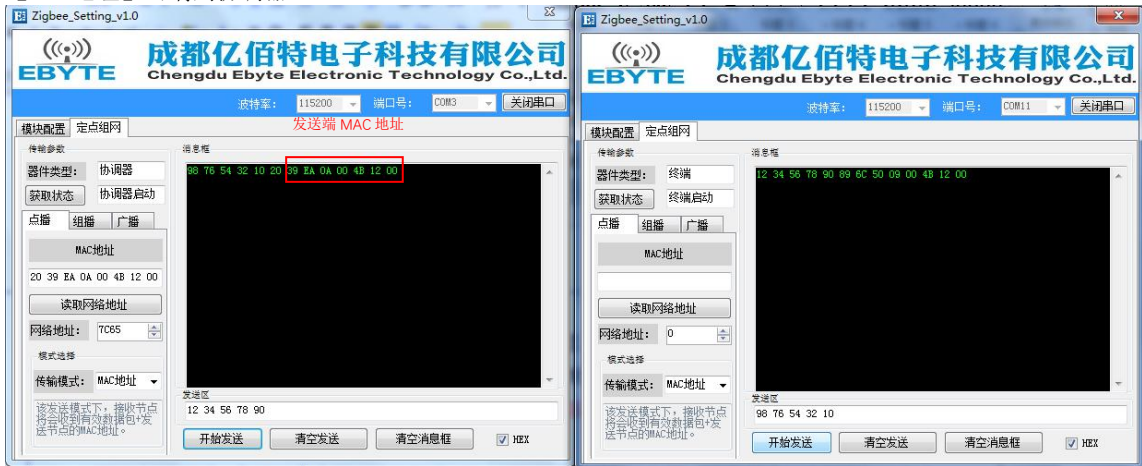 Zigbee_Setting_v1.0
EBYTE
成都亿佰特电子科技有限公司
Chengdu Ebyte Electronic Technology Co.,Ltd.
波特率： 115200 端口号： COM3 关闭串口
模块配置 定点组网
发送端 MAC 地址
传输参数
器件类型： 协调器
获取状态 协调器启动
点播 组播 广播
MAC地址
20 39 EA 0A 00 4B 12 00
读取网络地址
网络地址： 7C65
模式选择
传输模式： MAC地址
该发送模式下，接收节点
将会收到有效数据包+发
送节点的MAC地址。
消息框
98 76 54 32 10 20 39 EA 0A 00 4B 12 00
发送区
12 34 56 78 90
开始发送 清空发送 清空消息框 HEX
Zigbee_Setting_v1.0
EBYTE
成都亿佰特电子科技有限公司
Chengdu Ebyte Electronic Technology Co.,Ltd.
波特率： 115200 端口号： COM11 关闭串口
模块配置 定点组网
传输参数
器件类型： 终端
获取状态 终端启动
点播 组播 广播
MAC地址
读取网络地址
网络地址： 0
模式选择
传输模式： MAC地址
该发送模式下，接收节点
将会收到有效数据包+发
送节点的MAC地址。
消息框
12 34 56 78 90 89 6C 50 09 00 4B 12 00
发送区
98 76 54 32 10
开始发送 清空发送 清空消息框 HEX